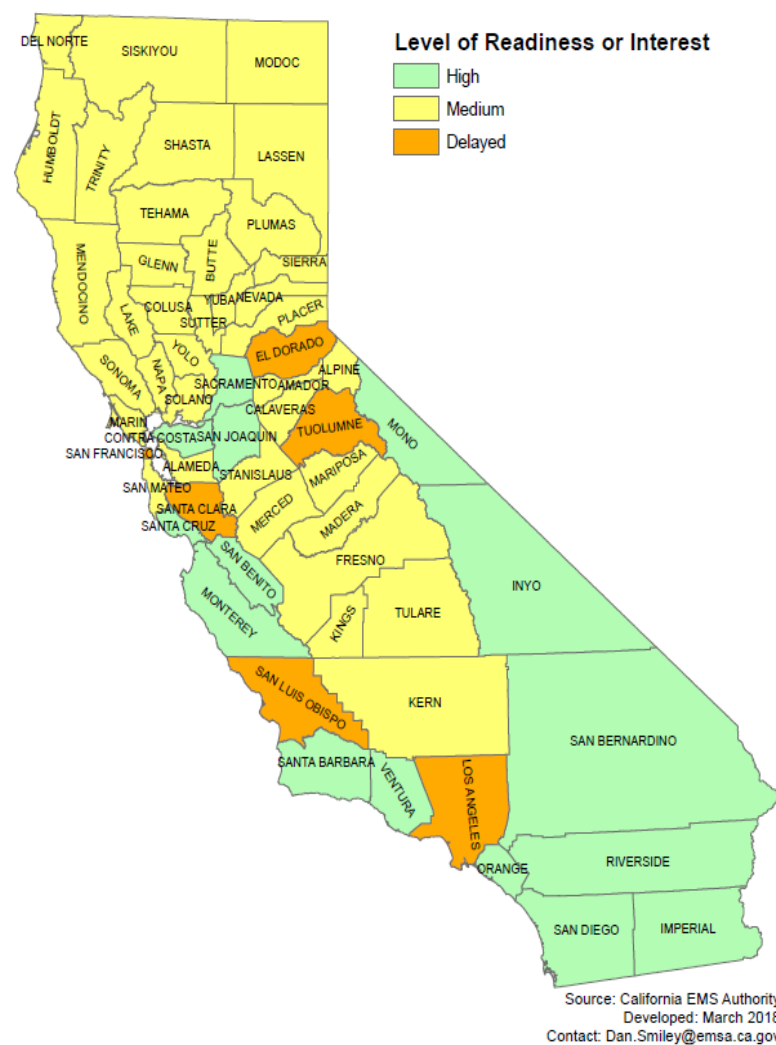 Level of Readiness or Interest
High
Medium
Delayed
DEL NORTE
SISKIYOU
MODOC
HUMBOLDT
TRINITY
SHASTA
LASSEN
TEHAMA
PLUMAS
MENDOCINO
GLENN
BUTTE
SIERRA
LAKE
COLUSA
YUBA
NEVADA
SUTTER
PLACER
SONOMA
NAPA
YOLO
EL DORADO
SACRAMENTO
AMADOR
ALPINE
SOLANO
CALAVERAS
MARIN
CONTRA COSTA
SAN JOAQUIN
TUOLUMNE
MONO
SAN FRANCISCO
ALAMEDA
STANISLAUS
MARIPOSA
SAN MATEO
SANTA CLARA
MERCED
MADERA
SANTA CRUZ
SAN BENITO
FRESNO
INYO
MONTEREY
KINGS
TULARE
SAN LUIS OBISPO
KERN
SAN BERNARDINO
SANTA BARBARA
VENTURA
LOS ANGELES
ORANGE
RIVERSIDE
SAN DIEGO
IMPERIAL
Source: California EMS Authority
Developed: March 2018
Contact: Dan.Smiley@emsa.ca.gov